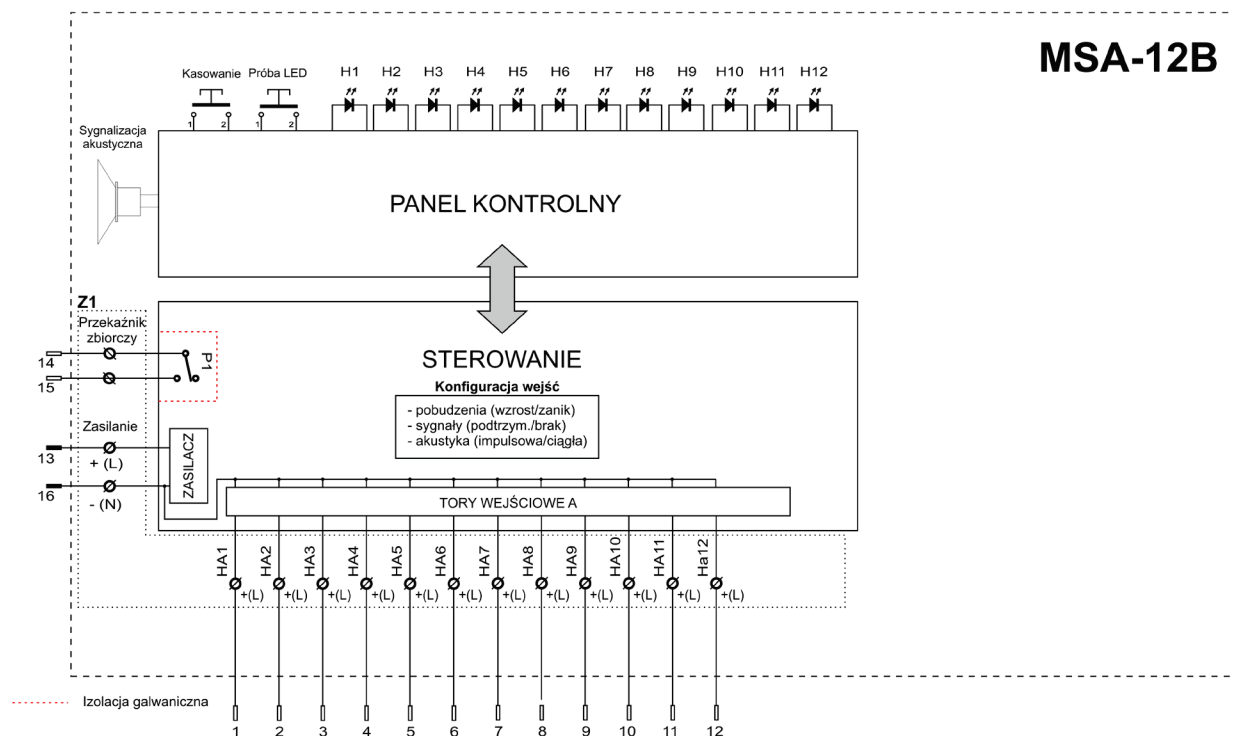 MSA-12B
Kasowanie
Próba LED
H1 H2 H3 H4 H5 H6 H7 H8 H9 H10 H11 H12
1 2 1 2
Sygnalizacja
akustyczna
PANEL KONTROLNY
Z1
Przekaźnik
zbiorczy
14
15
P1
STEROWANIE
Konfiguracja wejść
- pobudzenia (wzrost/zanik)
- sygnały (podtrzym./brak)
- akustyka (impulsowa/ciągła)
Zasilanie
13
+ (L)
16
- (N)
ZASILACZ
TORY WEJŚCIOWE A
HA1 HA2 HA3 HA4 HA5 HA6 HA7 HA8 HA9 HA10 HA11 Ha12
+(L) +(L) +(L) +(L) +(L) +(L) +(L) +(L) +(L) +(L) +(L) +(L)
Izolacja galwaniczna
1 2 3 4 5 6 7 8 9 10 11 12